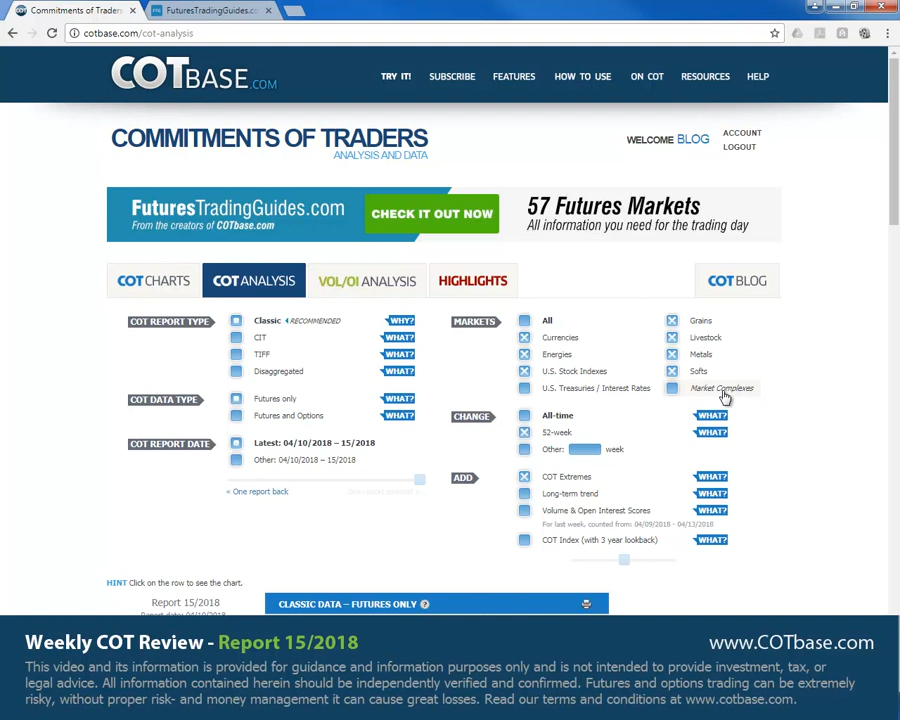 Commitments of Traders
FuturesTradingGuides.com:
cotbase.com/cot-analysis
COTBASE.COM
TRY IT! SUBSCRIBE FEATURES HOW TO USE ON COT RESOURCES HELP
COMMITMENTS OF TRADERS
ANALYSIS AND DATA
WELCOME BLOG
ACCOUNT
LOGOUT
FuturesTradingGuides.com
From the creators of COTbase.com
CHECK IT OUT NOW
57 Futures Markets
All information you need for the trading day
COTCHARTS COTANALYSIS VOL/OI ANALYSIS HIGHLIGHTS COTBLOG
COT REPORT TYPE
Classic RECOMMENDED WHY?
CIT WHAT?
TIFF WHAT?
Disaggregated WHAT?
COT DATA TYPE
Futures only WHAT?
Futures and Options WHAT?
COT REPORT DATE
Latest: 04/10/2018 – 15/2018
Other: 04/10/2018 – 15/2018
« One report back
MARKETS
All Grains
Currencies Livestock
Energies Metals
U.S. Stock Indexes Softs
U.S. Treasuries / Interest Rates Market Complexes
CHANGE
All-time WHAT?
52-week WHAT?
Other: week
ADD
COT Extremes WHAT?
Long-term trend WHAT?
Volume & Open Interest Scores WHAT?
For last week, counted from: 04/09/2018 - 04/13/2018
COT Index (with 3 year lookback) WHAT?
HINT Click on the row to see the chart.
Report 15/2018
CLASSIC DATA – FUTURES ONLY ?
Weekly COT Review - Report 15/2018
www.COTbase.com
This video and its information is provided for guidance and information purposes only and is not intended to provide investment, tax, or
legal advice. All information contained herein should be independently verified and confirmed. Futures and options trading can be extremely
risky, without proper risk- and money management it can cause great losses. Read our terms and conditions at www.cotbase.com.